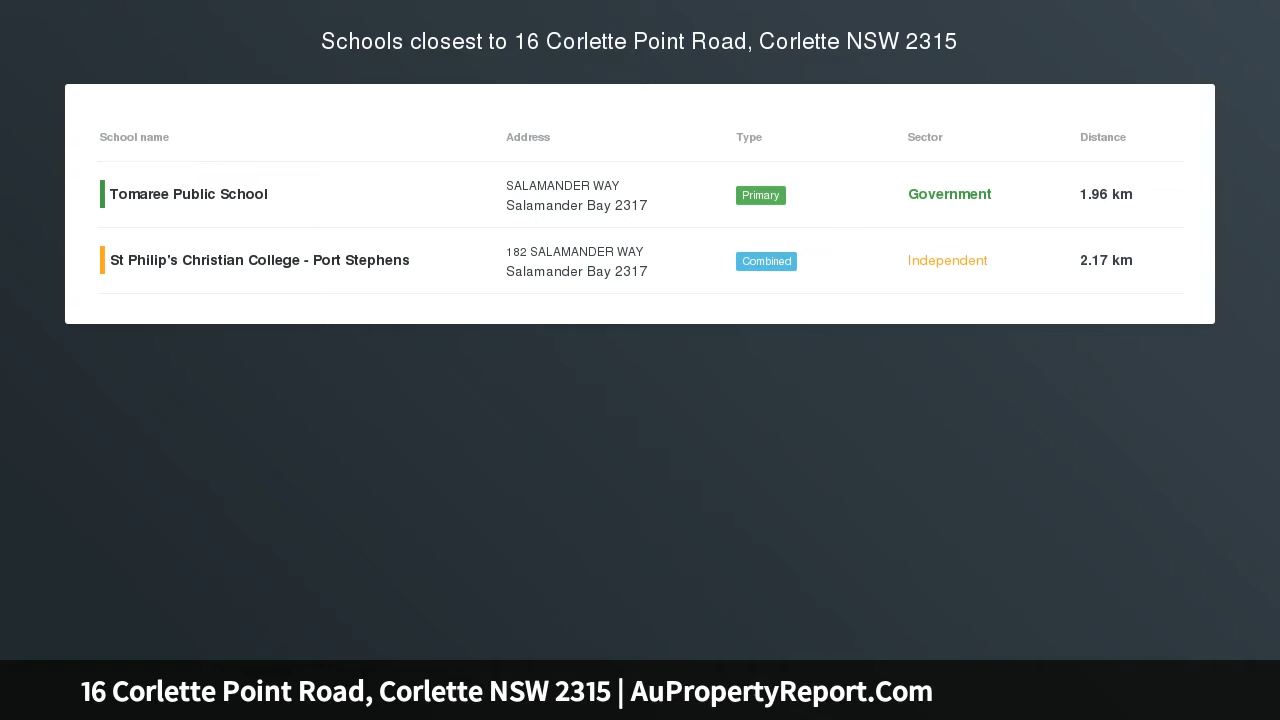 Schools closest to 16 Corlette Point Road, Corlette NSW 2315
School name Address Type Sector Distance
Tomaree Public School SALAMANDER WAY Salamander Bay 2317 Primary Government 1.96 km
St Philip's Christian College - Port Stephens 182 SALAMANDER WAY Salamander Bay 2317 Combined Independent 2.17 km
16 Corlette Point Road, Corlette NSW 2315 | AuPropertyReport.Com